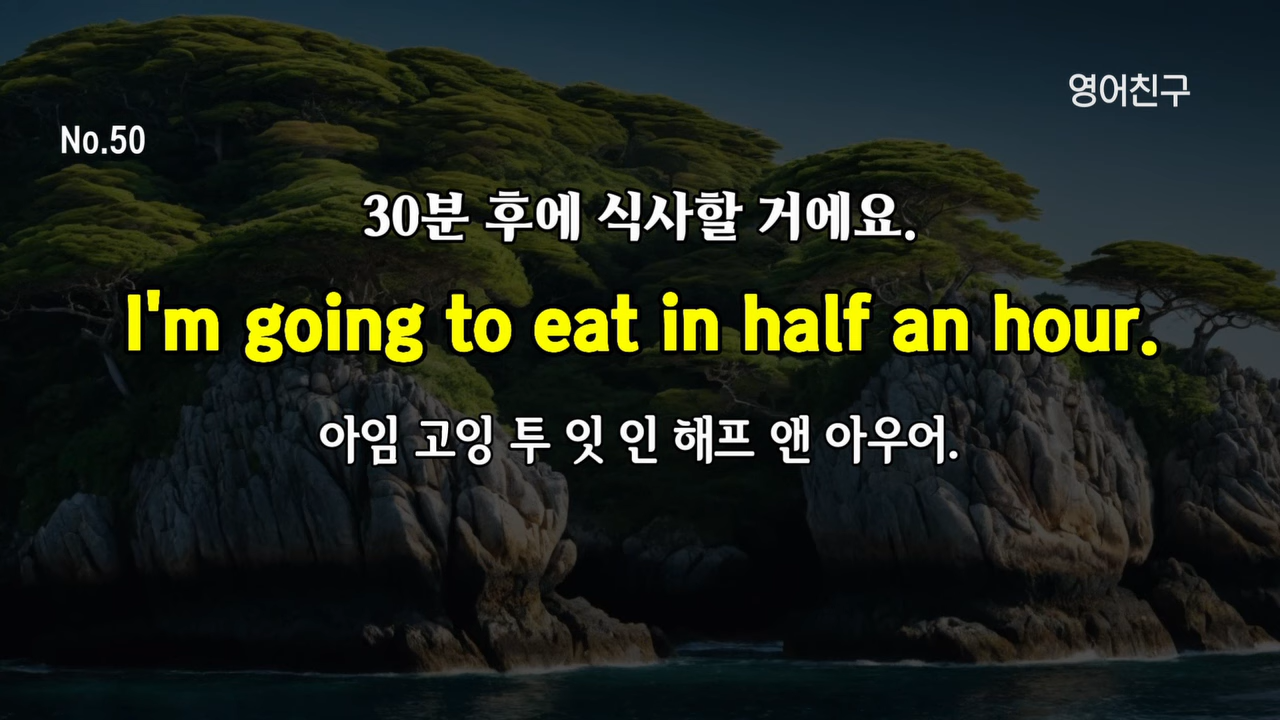 영어친구
No.50
30분 후에 식사할 거에요.
I'm going to eat in half an hour.
아임 고잉 투 잇 인 해프 앤 아우어.